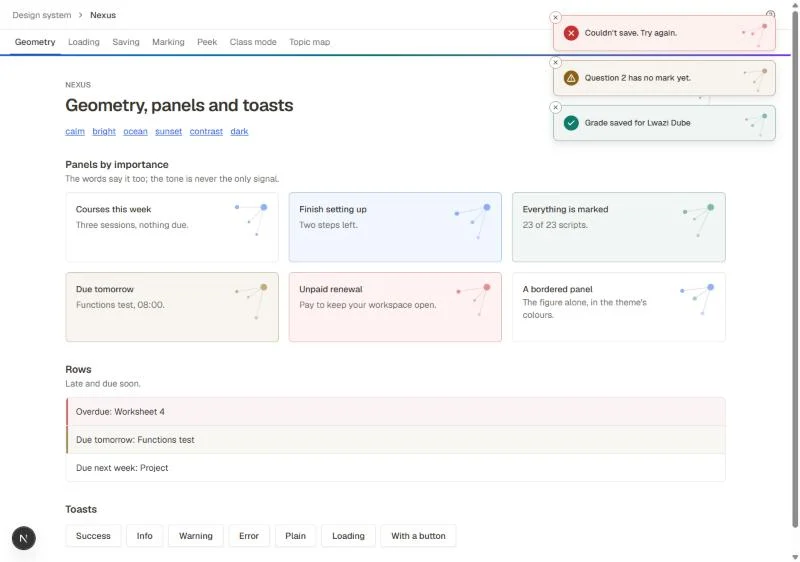 Design system > Nexus
Geometry Loading Saving Marking Peek Class mode Topic map
Couldn't save. Try again.
Question 2 has no mark yet.
Grade saved for Lwazi Dube
NEXUS
Geometry, panels and toasts
calm bright ocean sunset contrast dark
Panels by importance
The words say it too; the tone is never the only signal.
Courses this week
Three sessions, nothing due.
Finish setting up
Two steps left.
Everything is marked
23 of 23 scripts.
Due tomorrow
Functions test, 08:00.
Unpaid renewal
Pay to keep your workspace open.
A bordered panel
The figure alone, in the theme's
colours.
Rows
Late and due soon.
Overdue: Worksheet 4
Due tomorrow: Functions test
Due next week: Project
Toasts
Success Info Warning Error Plain Loading With a button
N